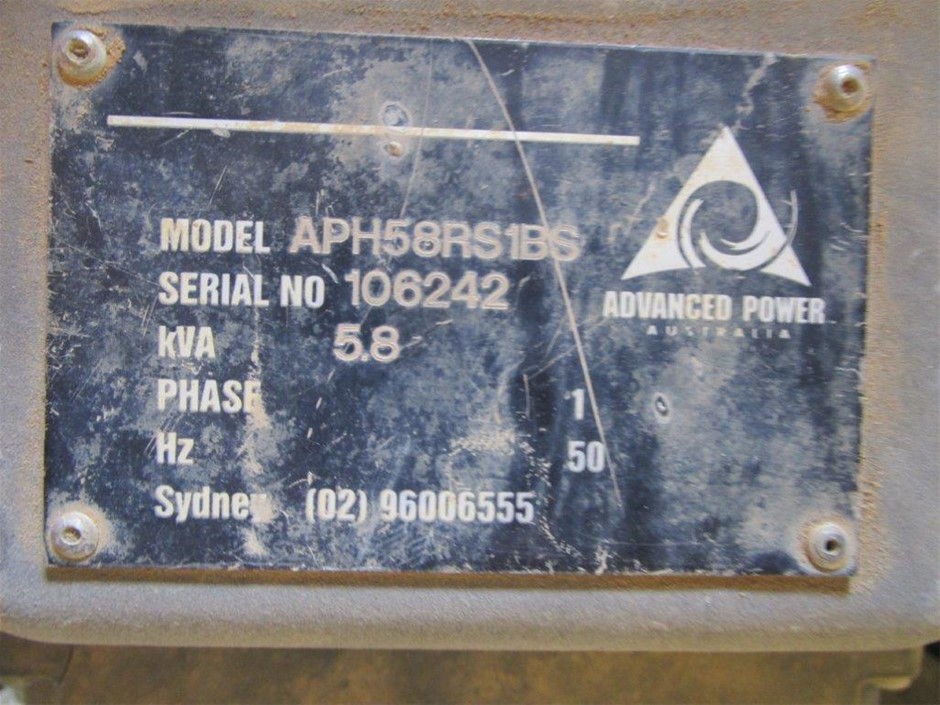 MODEL APH58RS1BS
SERIAL NO 106242
kVA 5.8
PHASE 1
Hz 50
Sydney (02) 96006555
ADVANCED POWER
AUSTRALIA